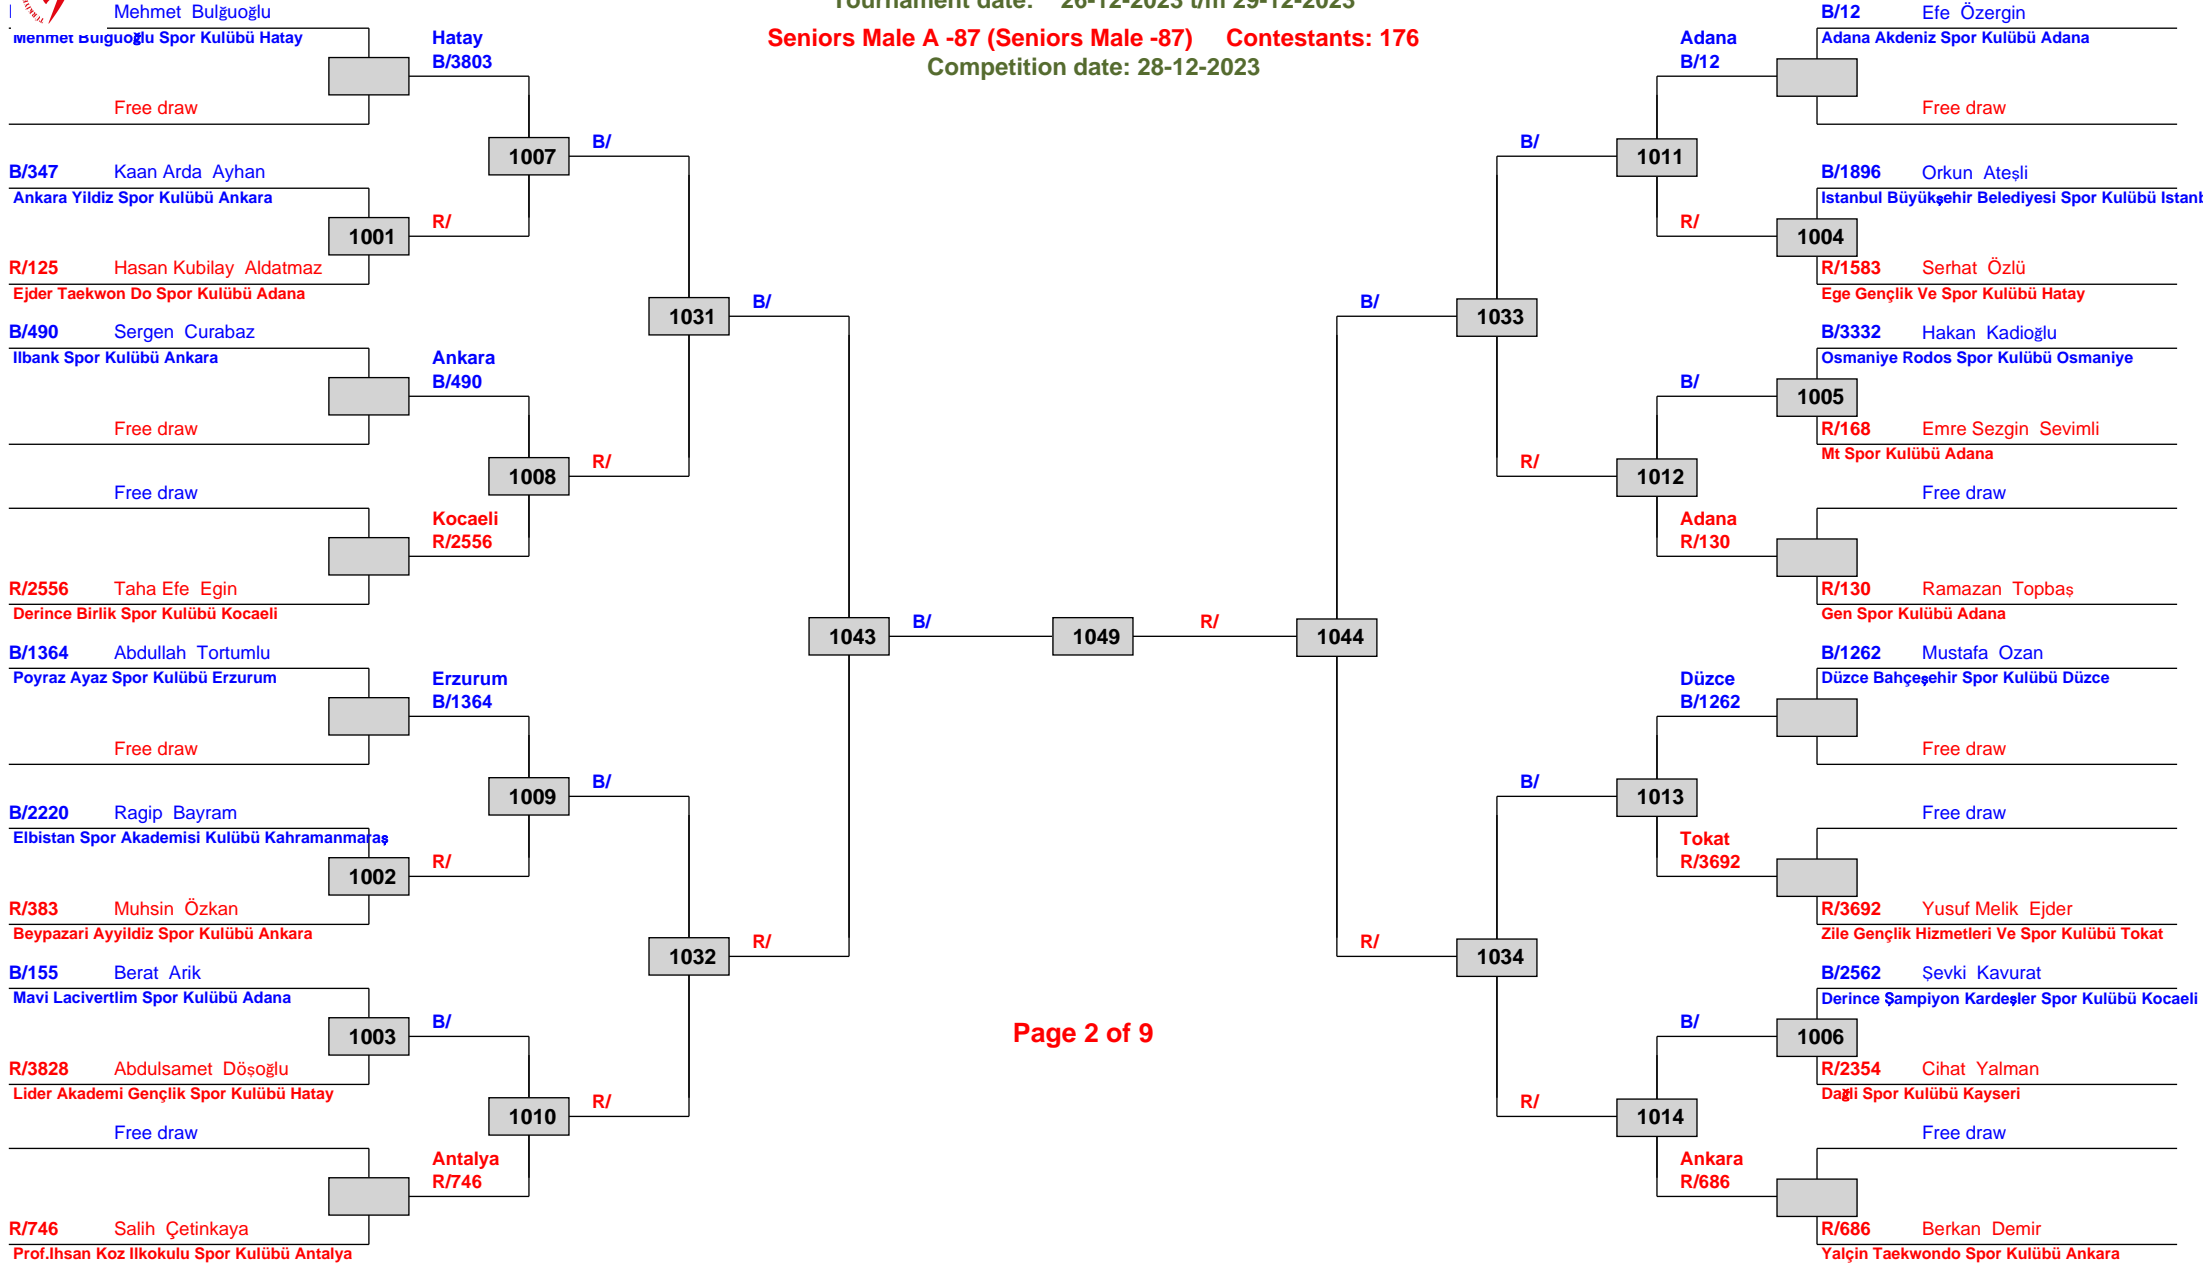 Tournament date: 26-12-2023 t/m 29-12-2023
Seniors Male A -87 (Seniors Male -87) Contestants: 176
Competition date: 28-12-2023
Mehmet Bulğuoğlu
Mehmet Bulguoğlu Spor Kulübü Hatay
Hatay
B/3803
Free draw
1007
B/
B/347 Kaan Arda Ayhan
Ankara Yildiz Spor Kulübü Ankara
1001
R/
R/125 Hasan Kubilay Aldatmaz
Ejder Taekwon Do Spor Kulübü Adana
1031
B/
B/490 Sergen Curabaz
Ilbank Spor Kulübü Ankara
Ankara
B/490
Free draw
1008
R/
Free draw
Kocaeli
R/2556
R/2556 Taha Efe Egin
Derince Birlik Spor Kulübü Kocaeli
1043
B/
1049
R/
1044
B/1364 Abdullah Tortumlu
Poyraz Ayaz Spor Kulübü Erzurum
Erzurum
B/1364
Free draw
1009
B/
B/2220 Ragip Bayram
Elbistan Spor Akademisi Kulübü Kahramanmaraş
1002
R/
R/383 Muhsin Özkan
Beypazari Ayyildiz Spor Kulübü Ankara
1032
R/
B/155 Berat Arik
Mavi Lacivertlim Spor Kulübü Adana
1003
B/
R/3828 Abdulsamet Döşoğlu
Lider Akademi Gençlik Spor Kulübü Hatay
1010
R/
Free draw
Antalya
R/746
R/746 Salih Çetinkaya
Prof.Ihsan Koz Ilkokulu Spor Kulübü Antalya
Page 2 of 9
B/12 Efe Özergin
Adana Akdeniz Spor Kulübü Adana
Adana
B/12
Free draw
B/
1011
B/1896 Orkun Ateşli
Istanbul Büyükşehir Belediyesi Spor Kulübü Istanb
R/
1004
R/1583 Serhat Özlü
Ege Gençlik Ve Spor Kulübü Hatay
B/
1033
B/3332 Hakan Kadioğlu
Osmaniye Rodos Spor Kulübü Osmaniye
B/
1005
R/168 Emre Sezgin Sevimli
Mt Spor Kulübü Adana
R/
1012
Free draw
Adana
R/130
R/130 Ramazan Topbaş
Gen Spor Kulübü Adana
B/1262 Mustafa Ozan
Düzce Bahçeşehir Spor Kulübü Düzce
Düzce
B/1262
Free draw
B/
1013
Free draw
Tokat
R/3692
R/3692 Yusuf Melik Ejder
Zile Gençlik Hizmetleri Ve Spor Kulübü Tokat
R/
1034
B/2562 Şevki Kavurat
Derince Şampiyon Kardeşler Spor Kulübü Kocaeli
B/
1006
R/2354 Cihat Yalman
Dağli Spor Kulübü Kayseri
R/
1014
Free draw
Ankara
R/686
R/686 Berkan Demir
Yalçin Taekwondo Spor Kulübü Ankara